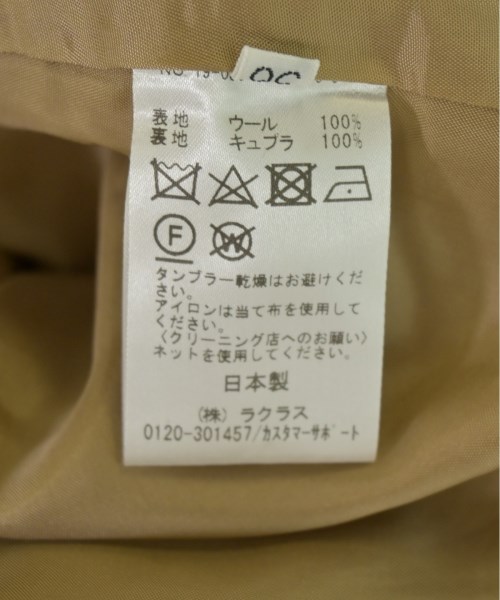 表地 ウール 100%
裏地 キュプラ 100%
F
W
タンブラー乾燥はお避けくだ
さい。
アイロンは当て布を使用して
ください。
〈クリーニング店へのお願い〉
ネットを使用してください。
日本製
(株) ラクラス
0120-301457/カスタマーサポート